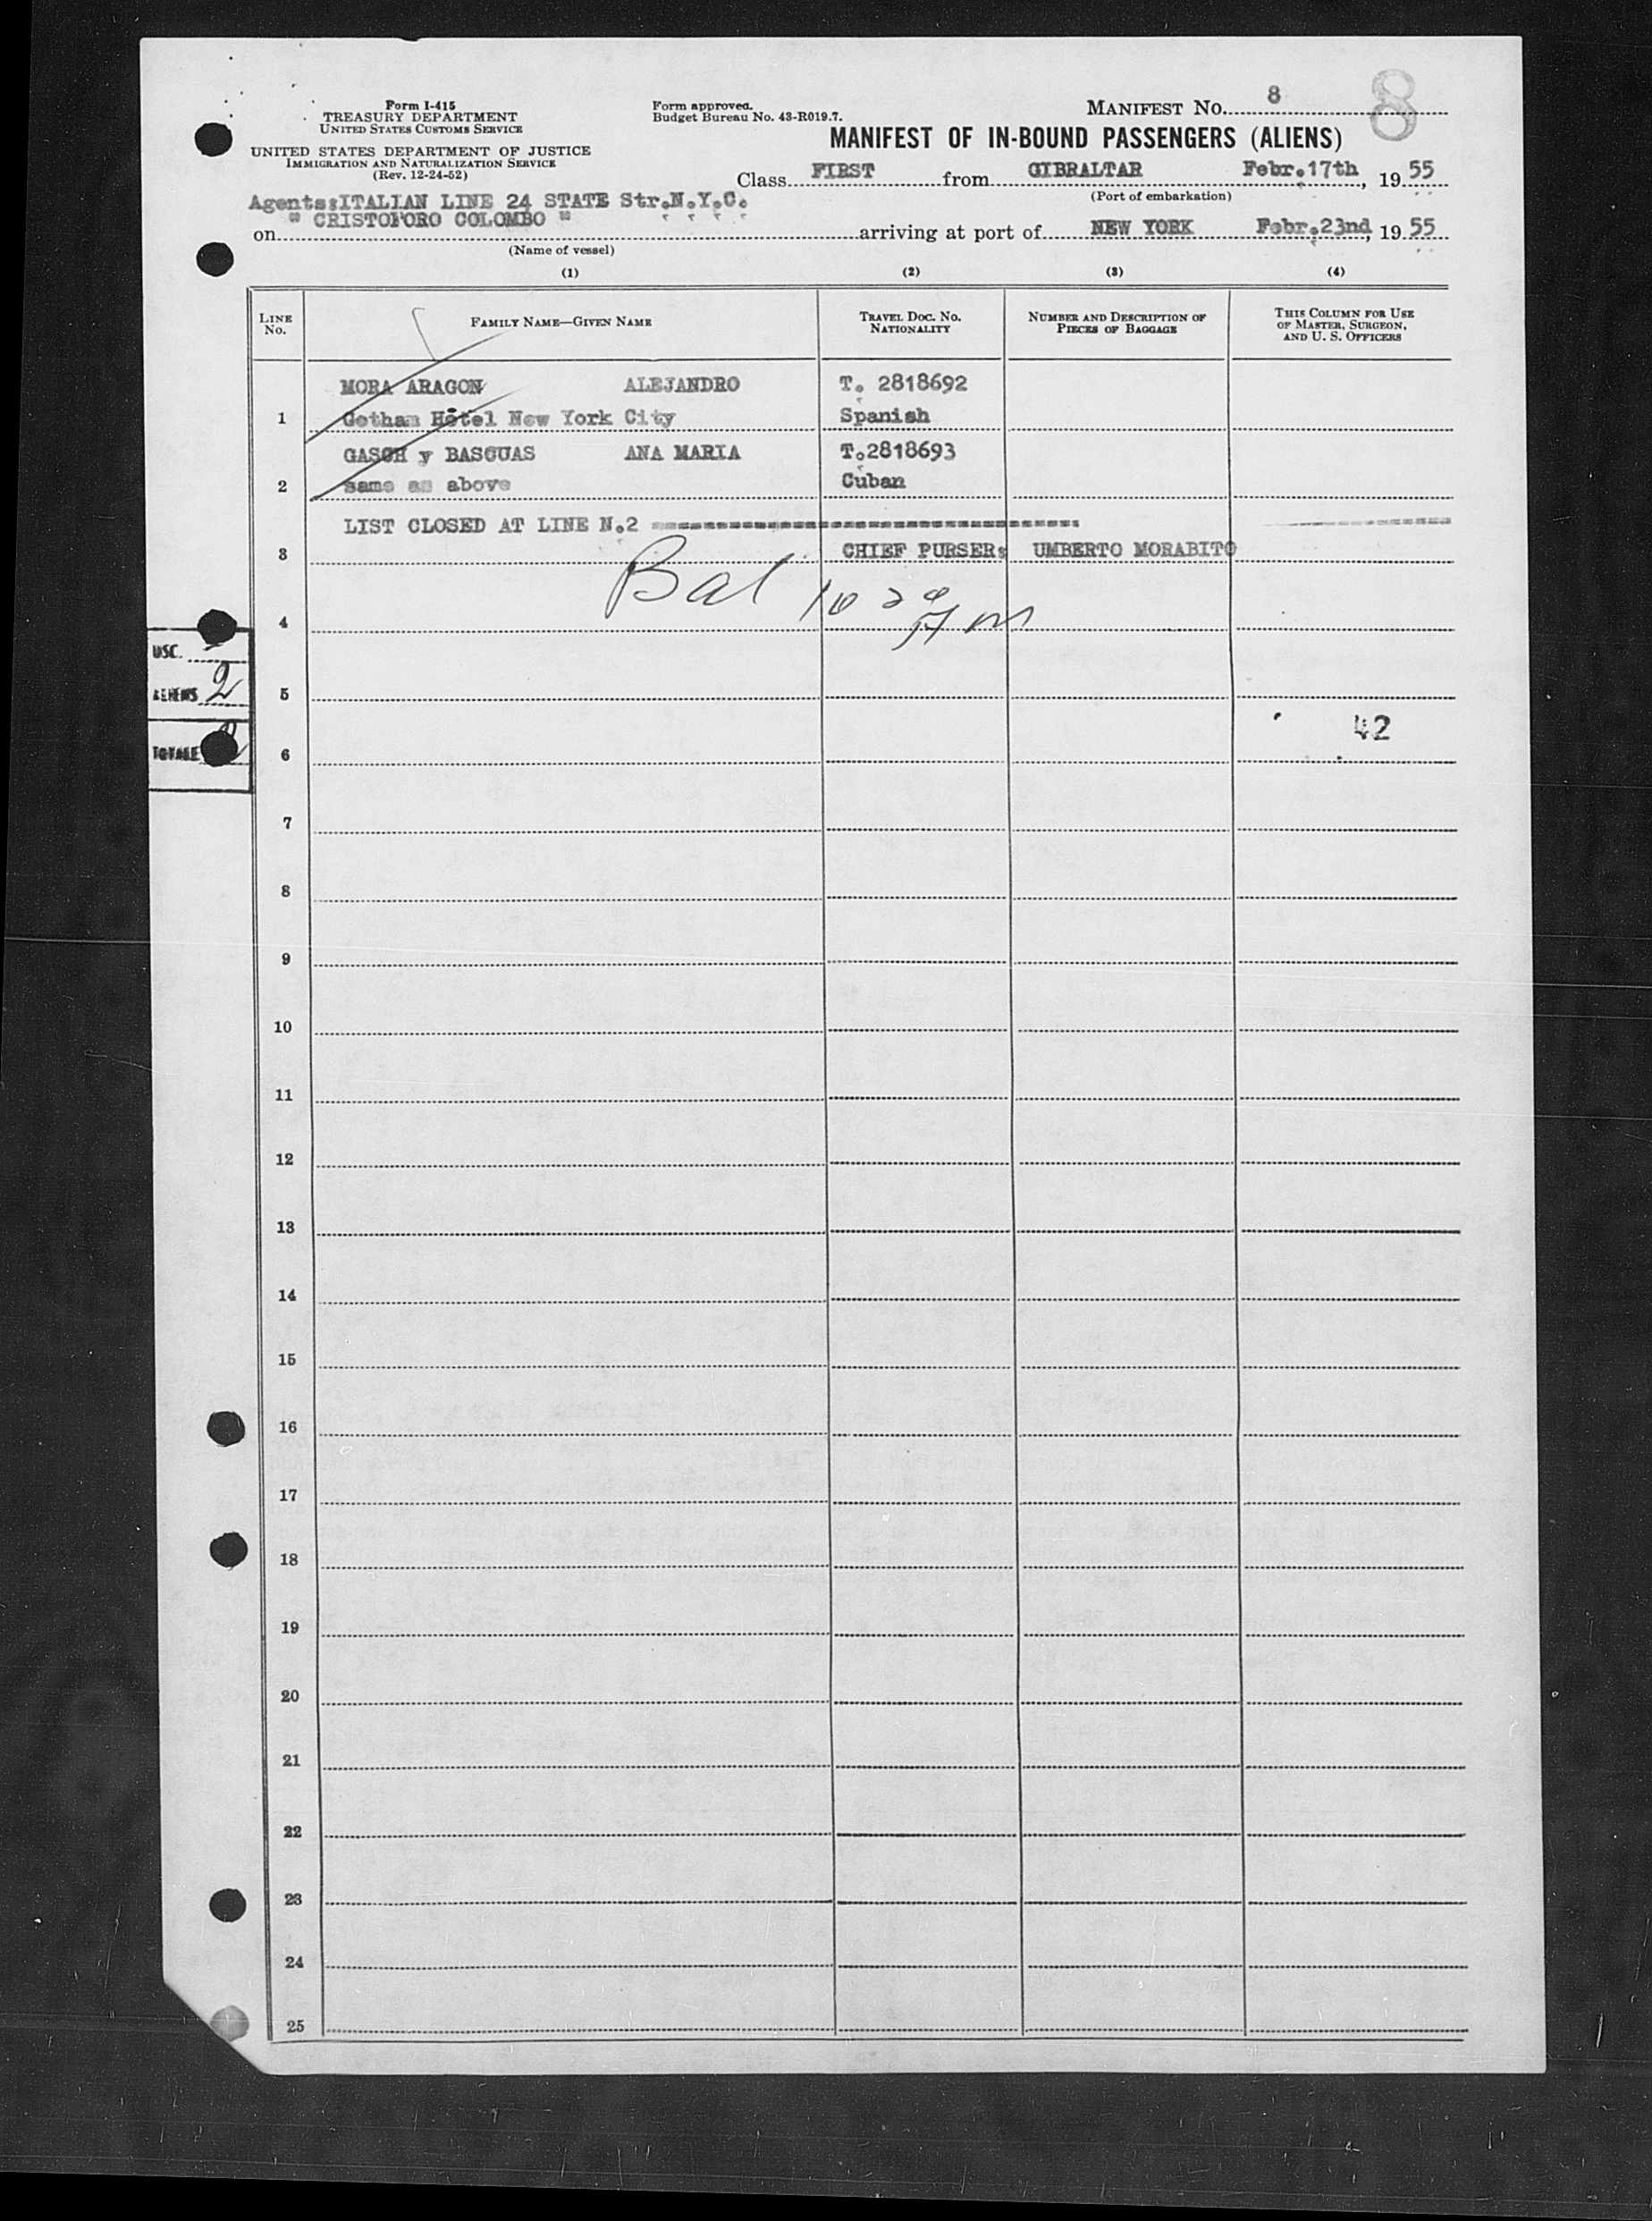 Form I-415
TREASURY DEPARTMENT
UNITED STATES CUSTOMS SERVICE
UNITED STATES DEPARTMENT OF JUSTICE
IMMIGRATION AND NATURALIZATION SERVICE
(Rev. 12-24-52)
Form approved.
Budget Bureau No. 43-R019.7.
MANIFEST NO. 8
8
MANIFEST OF IN-BOUND PASSENGERS (ALIENS)
Class FIRST from GIBRALTAR Febr.17th, 1955
(Port of embarkation)
Agents:ITALIAN LINE 24 STATE Str.N.Y.C.
on " CRISTOFORO COLOMBO " arriving at port of NEW YORK Febr.23nd, 1955
(Name of vessel)
(1) (2) (3) (4)
LINE NO.
FAMILY NAME—GIVEN NAME
TRAVEL DOC. NO. NATIONALITY
NUMBER AND DESCRIPTION OF PIECES OF BAGGAGE
THIS COLUMN FOR USE OF MASTER, SURGEON, AND U. S. OFFICERS
MORA ARAGON ALEJANDRO T. 2818692
1 Gotham Hotel New York City Spanish
GASCH y BASCUAS ANA MARIA T.2818693
2 same as above Cuban
LIST CLOSED AT LINE N.2
3 CHIEF PURSER: UMBERTO MORABITO
Bal
4
USC.
ALIENS 2
5
42
TOTALE
6
7
8
9
10
11
12
13
14
15
16
17
18
19
20
21
22
23
24
25